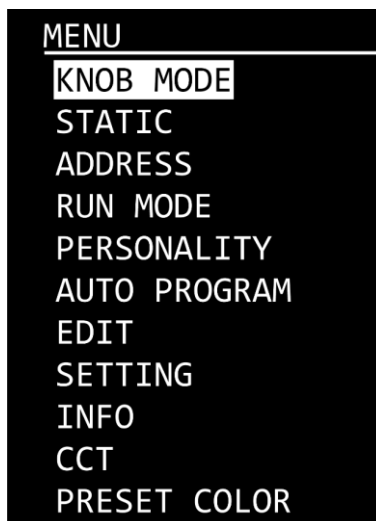 MENU
KNOB MODE
STATIC
ADDRESS
RUN MODE
PERSONALITY
AUTO PROGRAM
EDIT
SETTING
INFO
CCT
PRESET COLOR